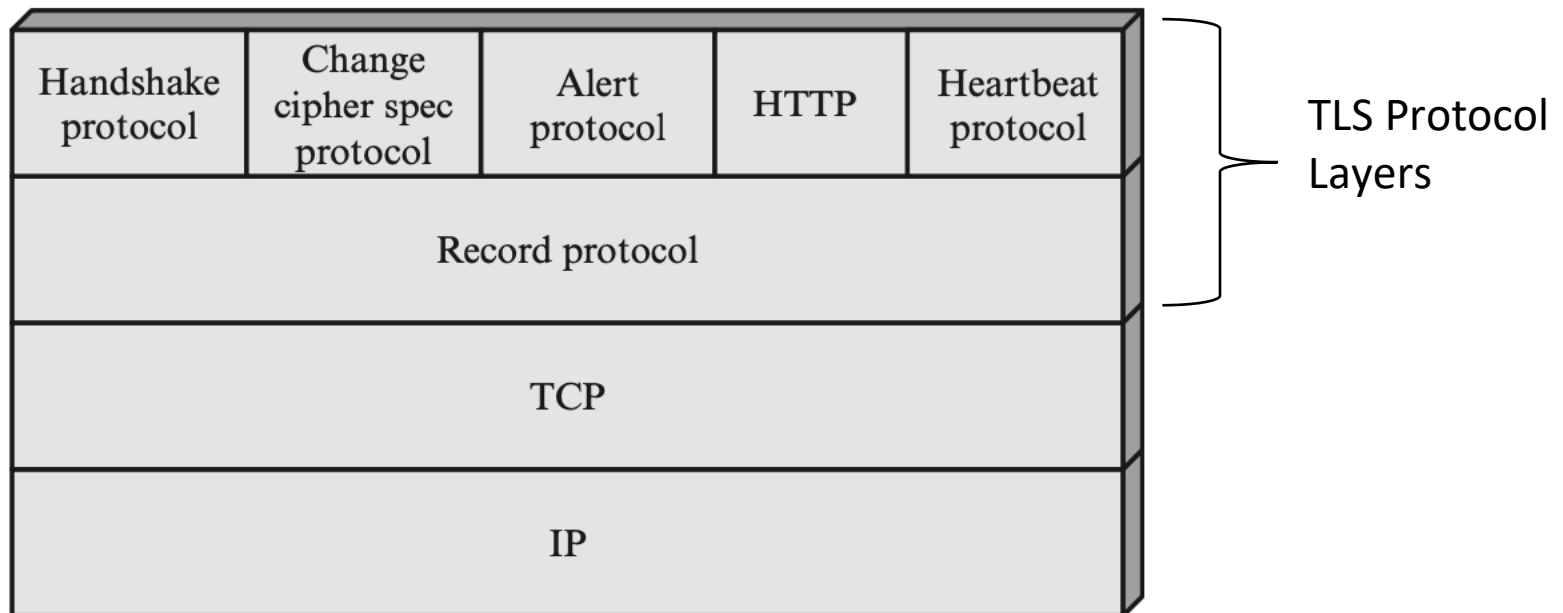 Handshake
protocol
Change
cipher spec
protocol
Alert
protocol
HTTP
Heartbeat
protocol
TLS Protocol
Layers
Record protocol
TCP
IP